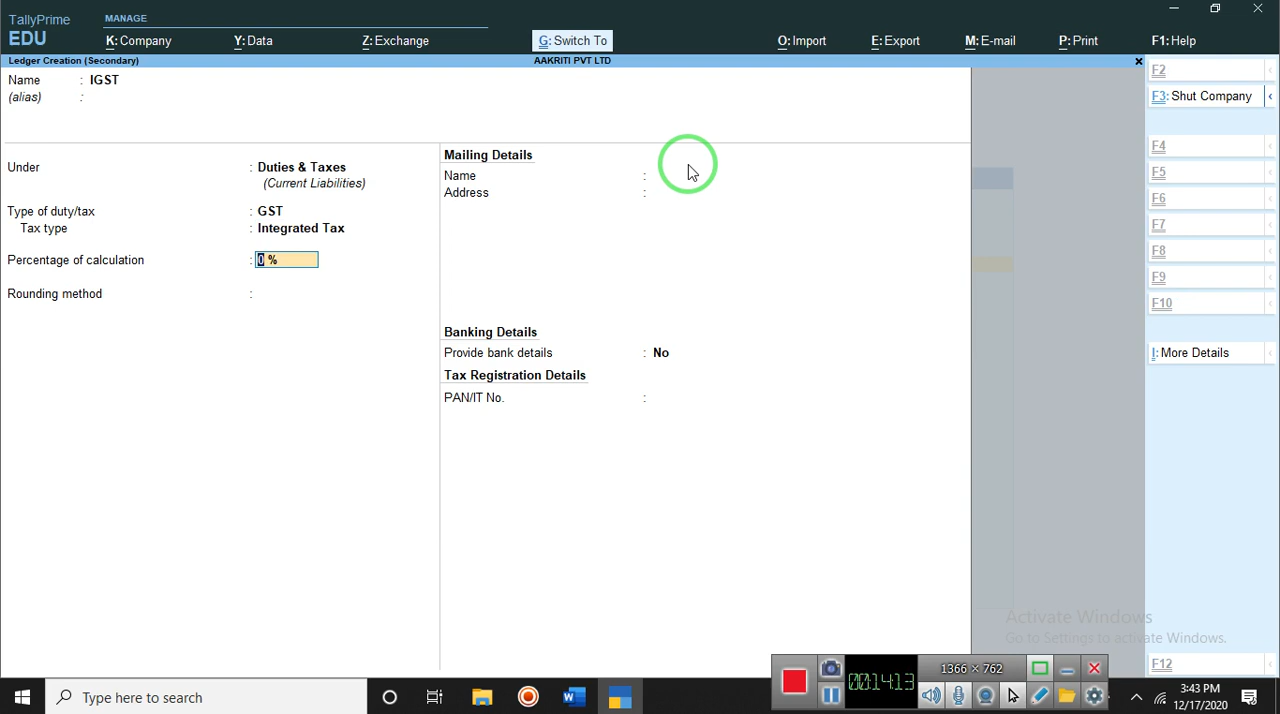 TallyPrime
EDU
MANAGE
K: Company
Y: Data
Z: Exchange
G: Switch To
O: Import
E: Export
M: E-mail
P: Print
F1: Help
Ledger Creation (Secondary)
AAKRITI PVT LTD
Name : IGST
(alias) :
Under : Duties & Taxes
(Current Liabilities)
Type of duty/tax : GST
Tax type : Integrated Tax
Percentage of calculation : 0 %
Rounding method :
Mailing Details
Name :
Address :
Banking Details
Provide bank details : No
Tax Registration Details
PAN/IT No. :
F2
F3: Shut Company
F4
F5
F6
F7
F8
F9
F10
I: More Details
F12
Activate Windows
Go to Settings to activate Windows.
00:14:13
1366 × 762
Type here to search
3:43 PM
12/17/2020